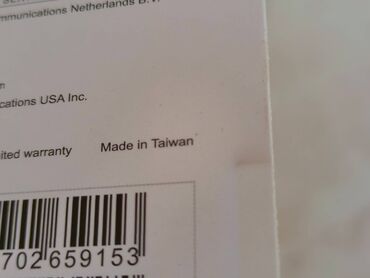 mmunications Netherlands B.V.
m
cations USA Inc.
ited warranty Made in Taiwan
702659153